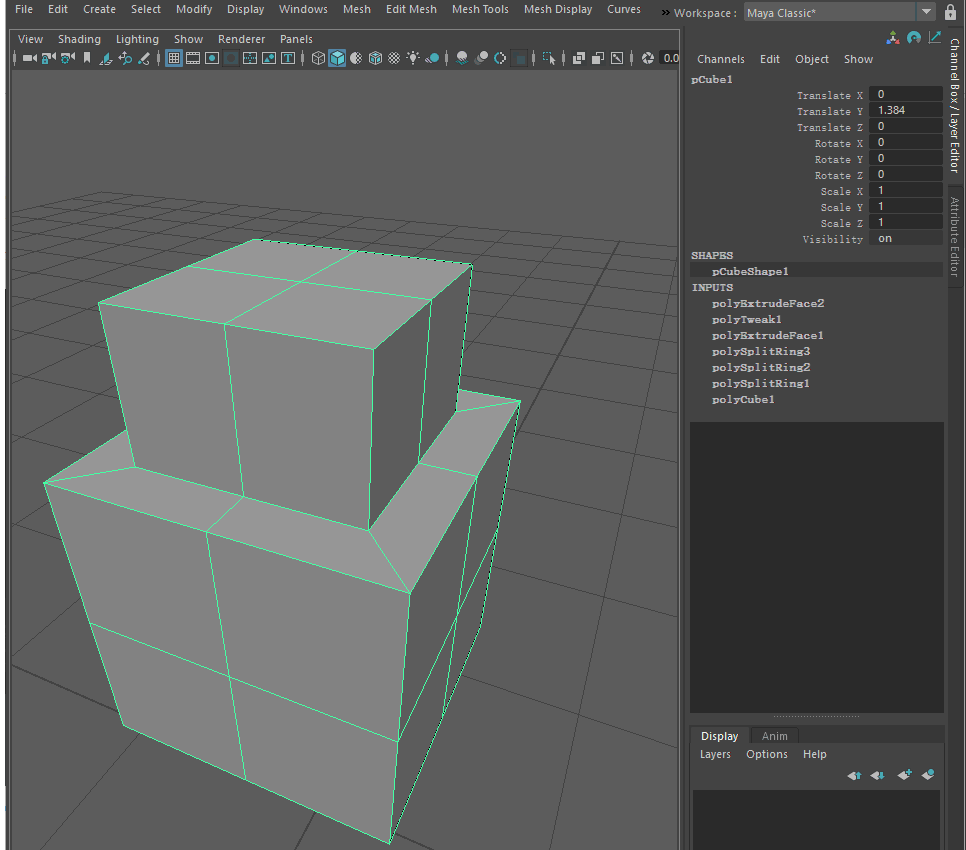 File Edit Create Select Modify Display Windows Mesh Edit Mesh Mesh Tools Mesh Display Curves » Workspace : Maya Classic*
View Shading Lighting Show Renderer Panels
0.0
Channels Edit Object Show
pCube1
Translate X 0
Translate Y 1.384
Translate Z 0
Rotate X 0
Rotate Y 0
Rotate Z 0
Scale X 1
Scale Y 1
Scale Z 1
Visibility on
SHAPES
pCubeShape1
INPUTS
polyExtrudeFace2
polyTweak1
polyExtrudeFace1
polySplitRing3
polySplitRing2
polySplitRing1
polyCube1
Display Anim
Layers Options Help
Channel Box / Layer Editor
Attribute Editor